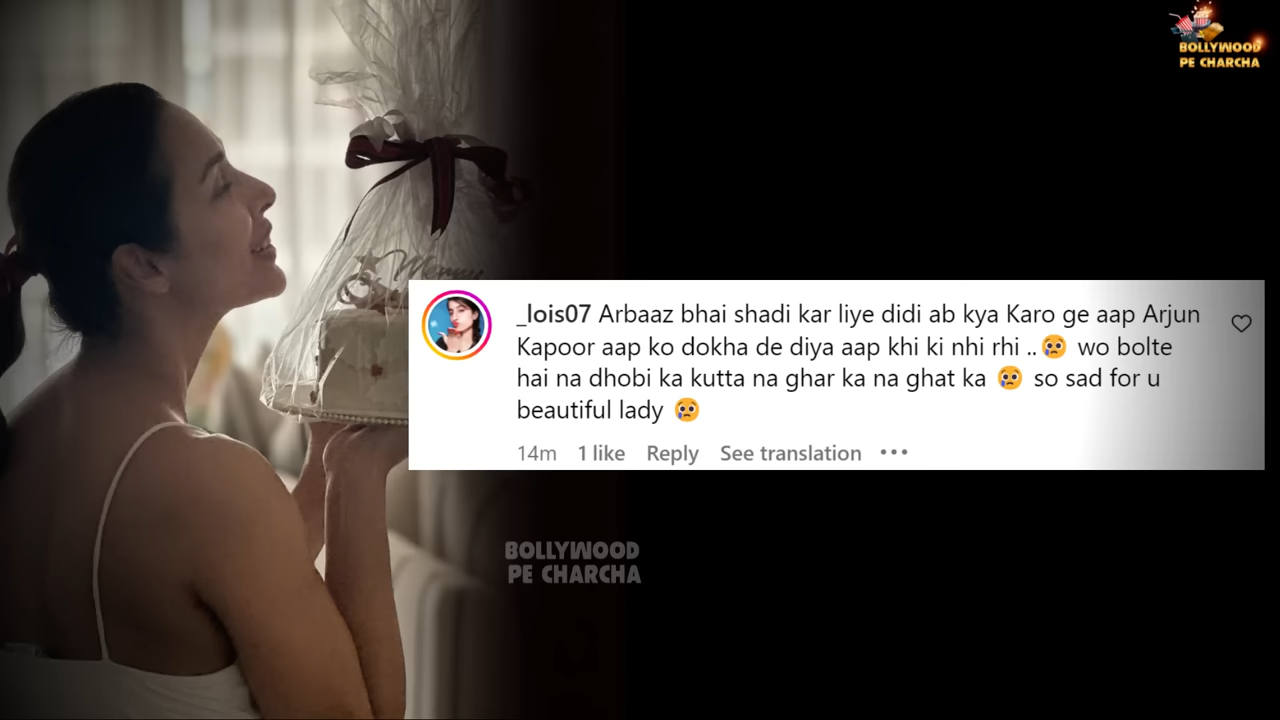 BOLLYWOOD
PE CHARCHA
_lois07 Arbaaz bhai shadi kar liye didi ab kya Karo ge aap Arjun
Kapoor aap ko dokha de diya aap khi ki nhi rhi ..😢 wo bolte
hai na dhobi ka kutta na ghar ka na ghat ka 😢 so sad for u
beautiful lady 😢
14m 1 like Reply See translation •••
BOLLYWOOD
PE CHARCHA